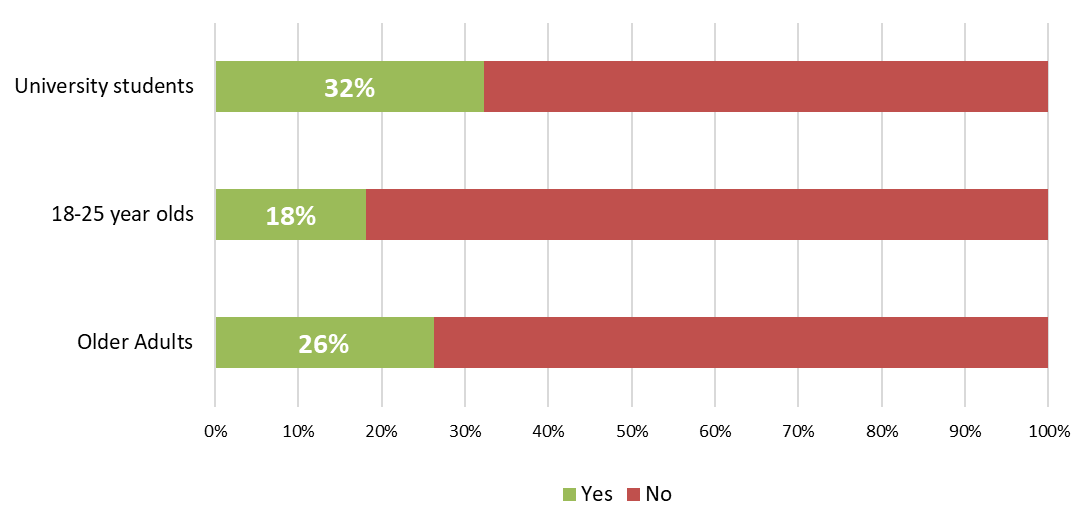 University students
32%
18-25 year olds
18%
Older Adults
26%
0% 10% 20% 30% 40% 50% 60% 70% 80% 90% 100%
Yes No